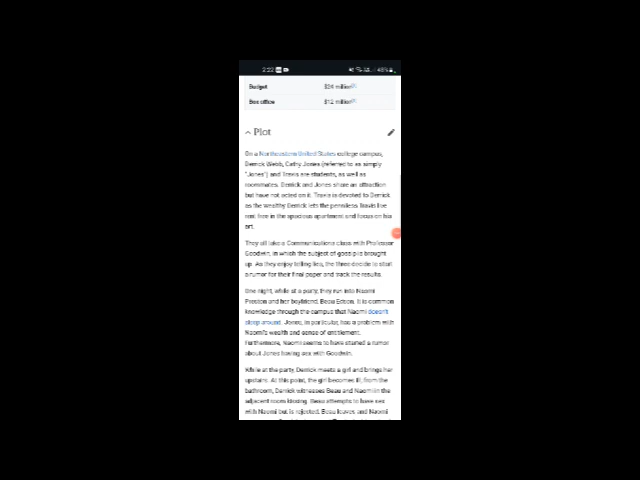 2:22
48%
Budget $24 million[2]
Box office $12 million[2]
Plot
On a Northeastern United States college campus,
Derrick Webb, Cathy Jones (referred to as simply
"Jones") and Travis are students, as well as
roommates. Derrick and Jones share an attraction
but have not acted on it. Travis is devoted to Derrick
as the wealthy Derrick lets the penniless Travis live
rent free in the spacious apartment and focus on his
art.
They all take a Communications class with Professor
Goodwin, in which the subject of gossip is brought
up. As they enjoy telling lies, the three decide to start
a rumor for their final paper and track the results.
One night, while at a party, they run into Naomi
Preston and her boyfriend, Beau Edson. It is common
knowledge through the campus that Naomi doesn't
sleep around. Jones, in particular, has a problem with
Naomi's wealth and sense of entitlement.
Furthermore, Naomi seems to have started a rumor
about Jones having sex with Goodwin.
While at the party, Derrick meets a girl and brings her
upstairs. At this point, the girl becomes ill; from the
bathroom, Derrick witnesses Beau and Naomi in the
adjacent room kissing. Beau attempts to have sex
with Naomi but is rejected. Beau leaves and Naomi